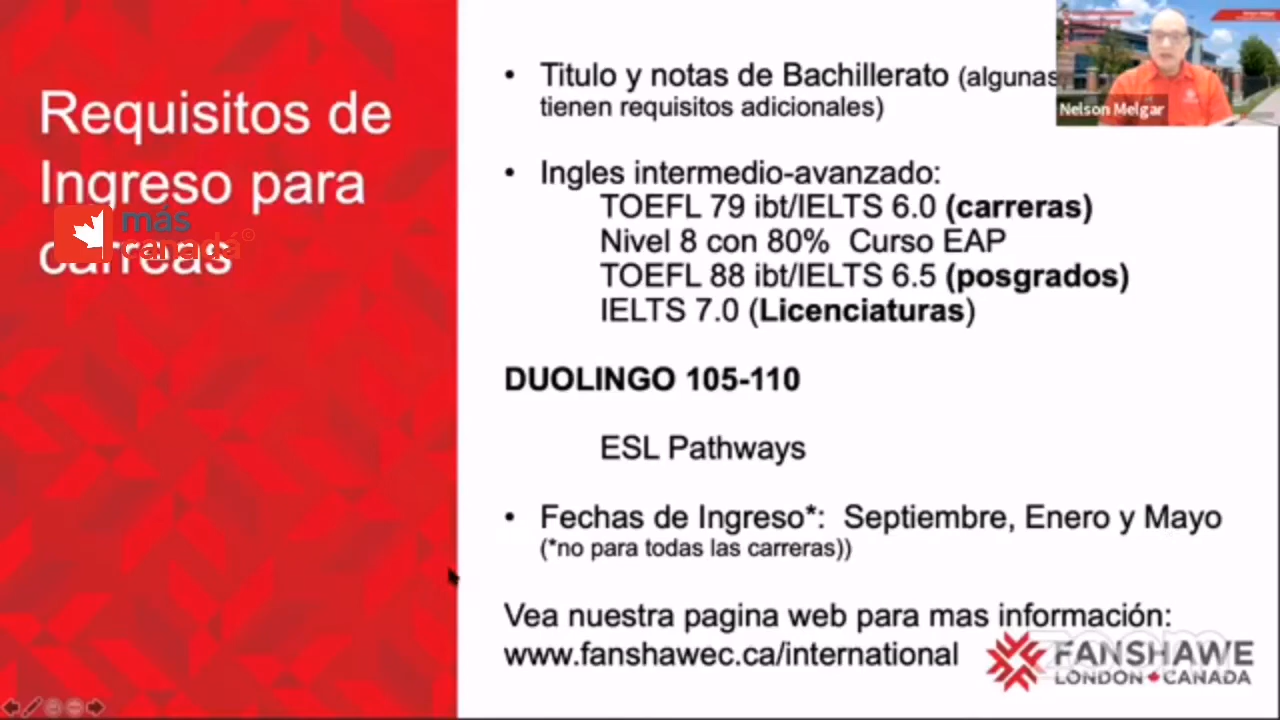 Requisitos de
Ingreso para
carreas
más
canadá
• Titulo y notas de Bachillerato (algunas
tienen requisitos adicionales)
• Ingles intermedio-avanzado:
TOEFL 79 ibt/IELTS 6.0 (carreras)
Nivel 8 con 80% Curso EAP
TOEFL 88 ibt/IELTS 6.5 (posgrados)
IELTS 7.0 (Licenciaturas)
DUOLINGO 105-110
ESL Pathways
• Fechas de Ingreso*: Septiembre, Enero y Mayo
(*no para todas las carreras))
Vea nuestra pagina web para mas información:
www.fanshawec.ca/international
zoom
FANSHAWE
LONDON CANADA
Nelson Melgar